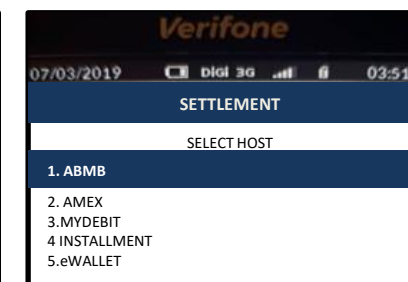 Verifone
07/03/2019 DIGI 3G 03:51
SETTLEMENT
SELECT HOST
1. ABMB
2. AMEX
3.MYDEBIT
4 INSTALLMENT
5.eWALLET